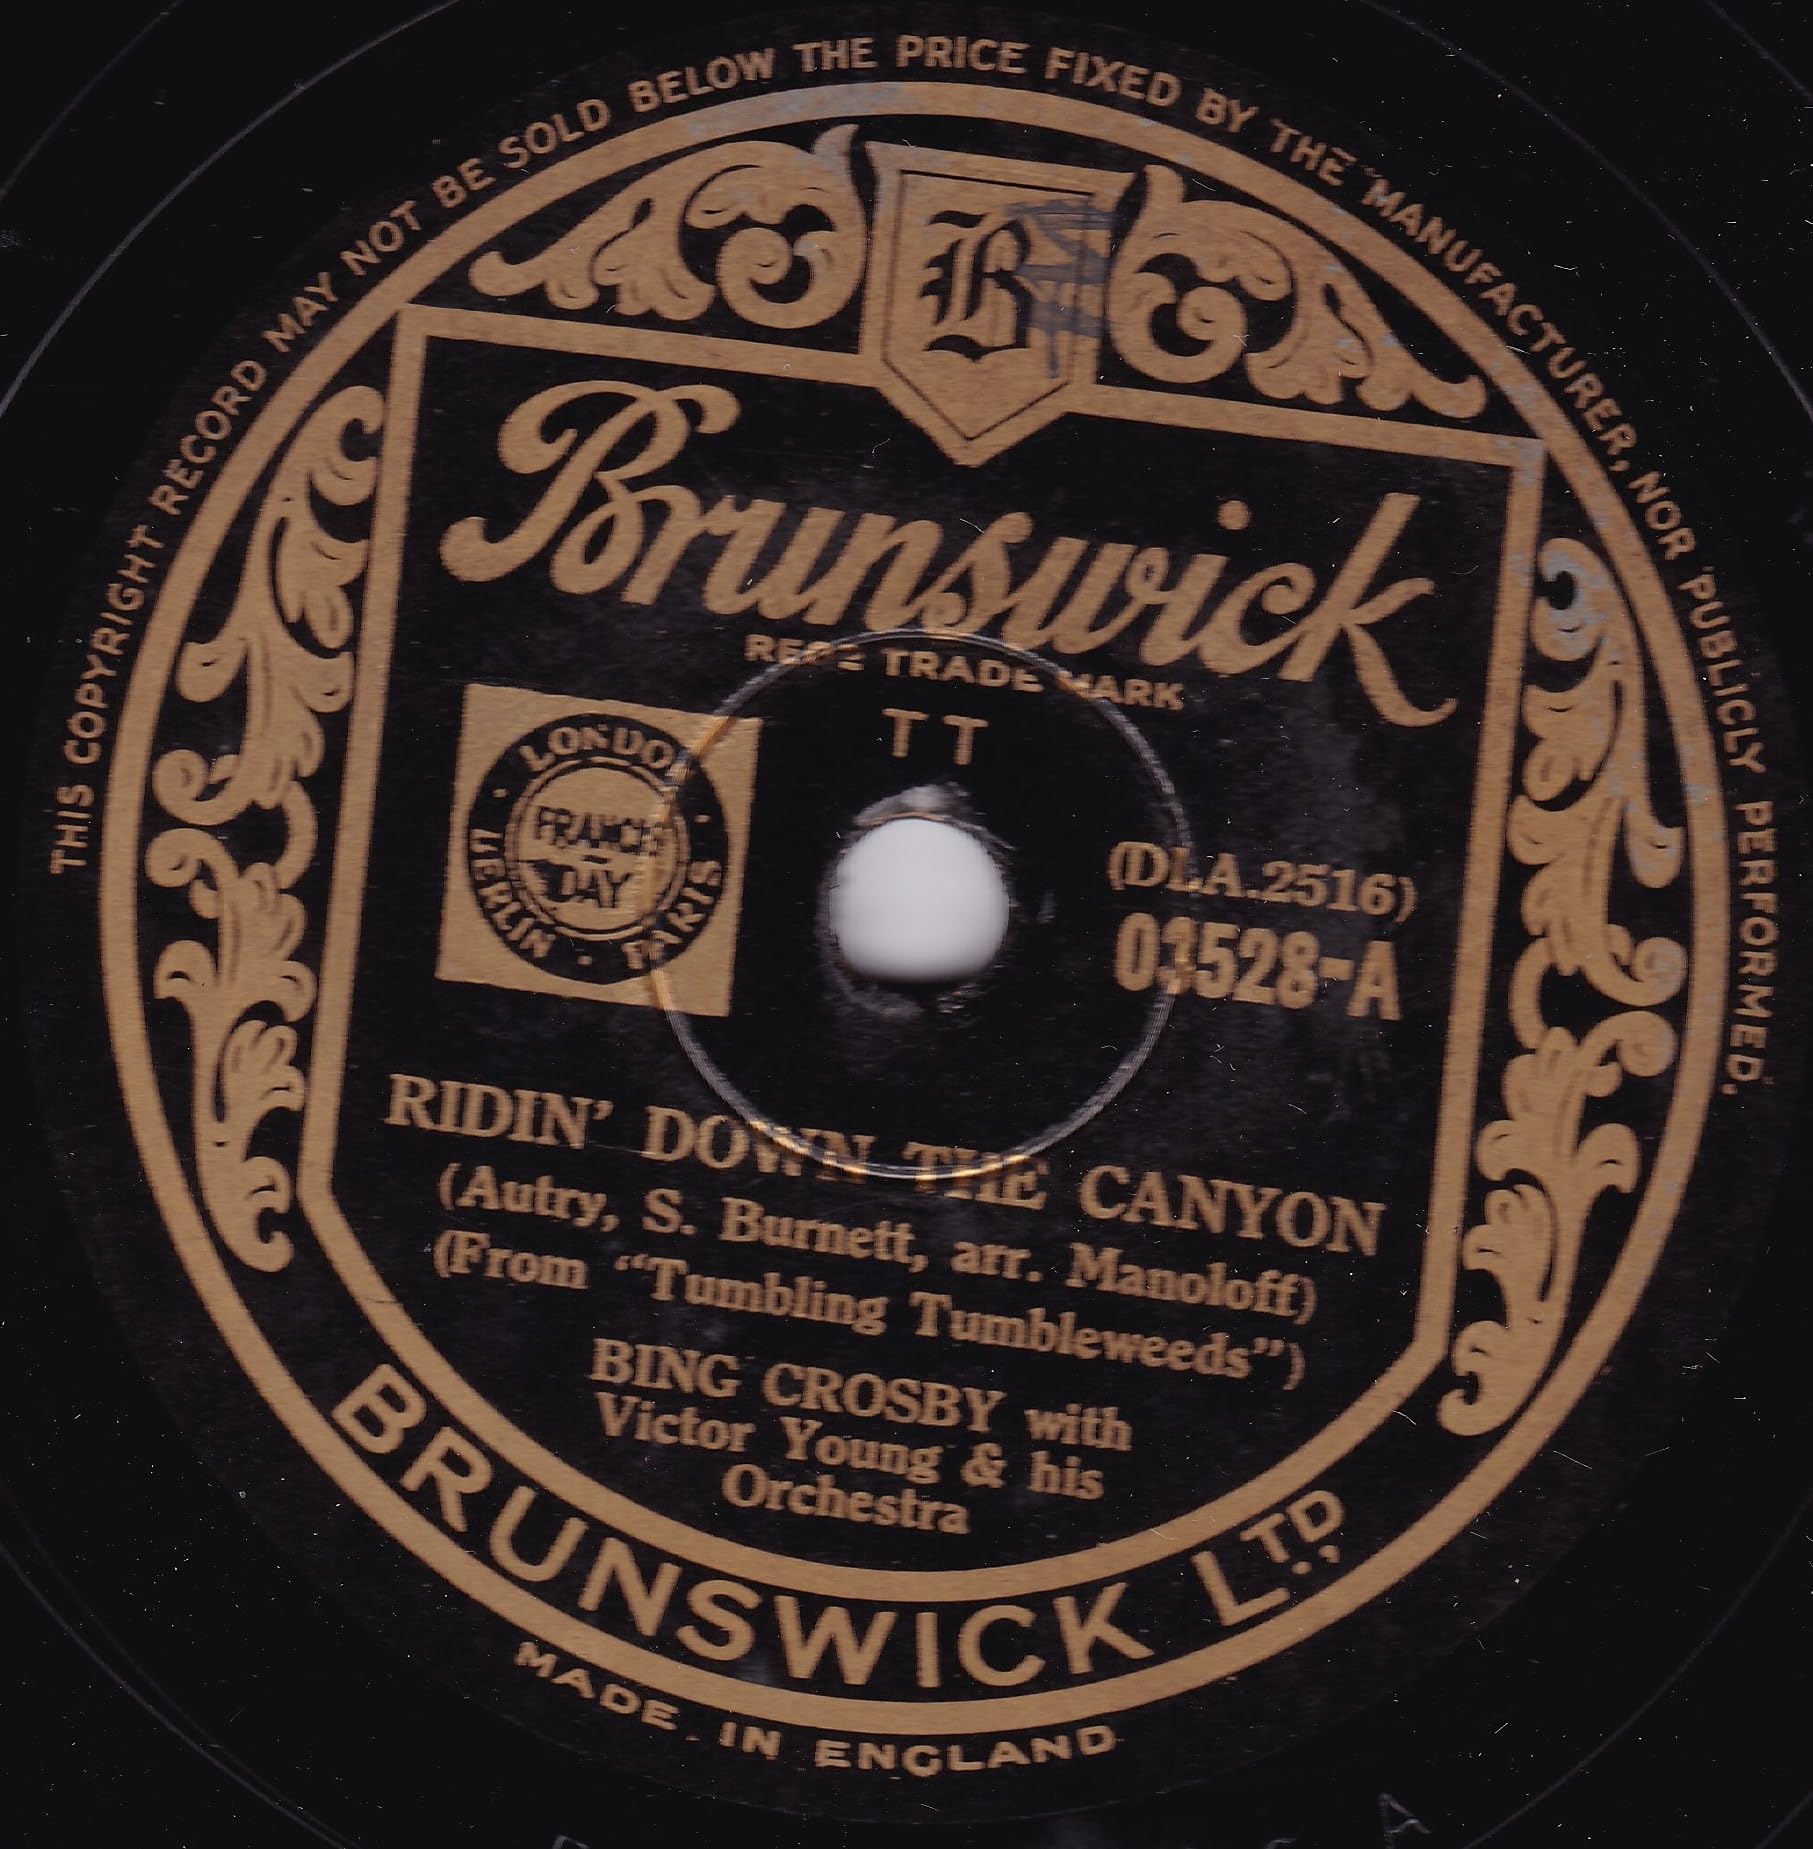 THIS COPYRIGHT RECORD MAY NOT BE SOLD BELOW THE PRICE FIXED BY THE MANUFACTURER, NOR PUBLICLY PERFORMED.
B
Brunswick
REGD TRADE MARK
TT
LONDON
FRANCIS
DAY
BERLIN · PARIS
(DLA.2516)
03528-A
RIDIN' DOWN THE CANYON
(Autry, S. Burnett, arr. Manoloff)
(From "Tumbling Tumbleweeds")
BING CROSBY with
Victor Young & his
Orchestra
BRUNSWICK LTD.,
MADE IN ENGLAND